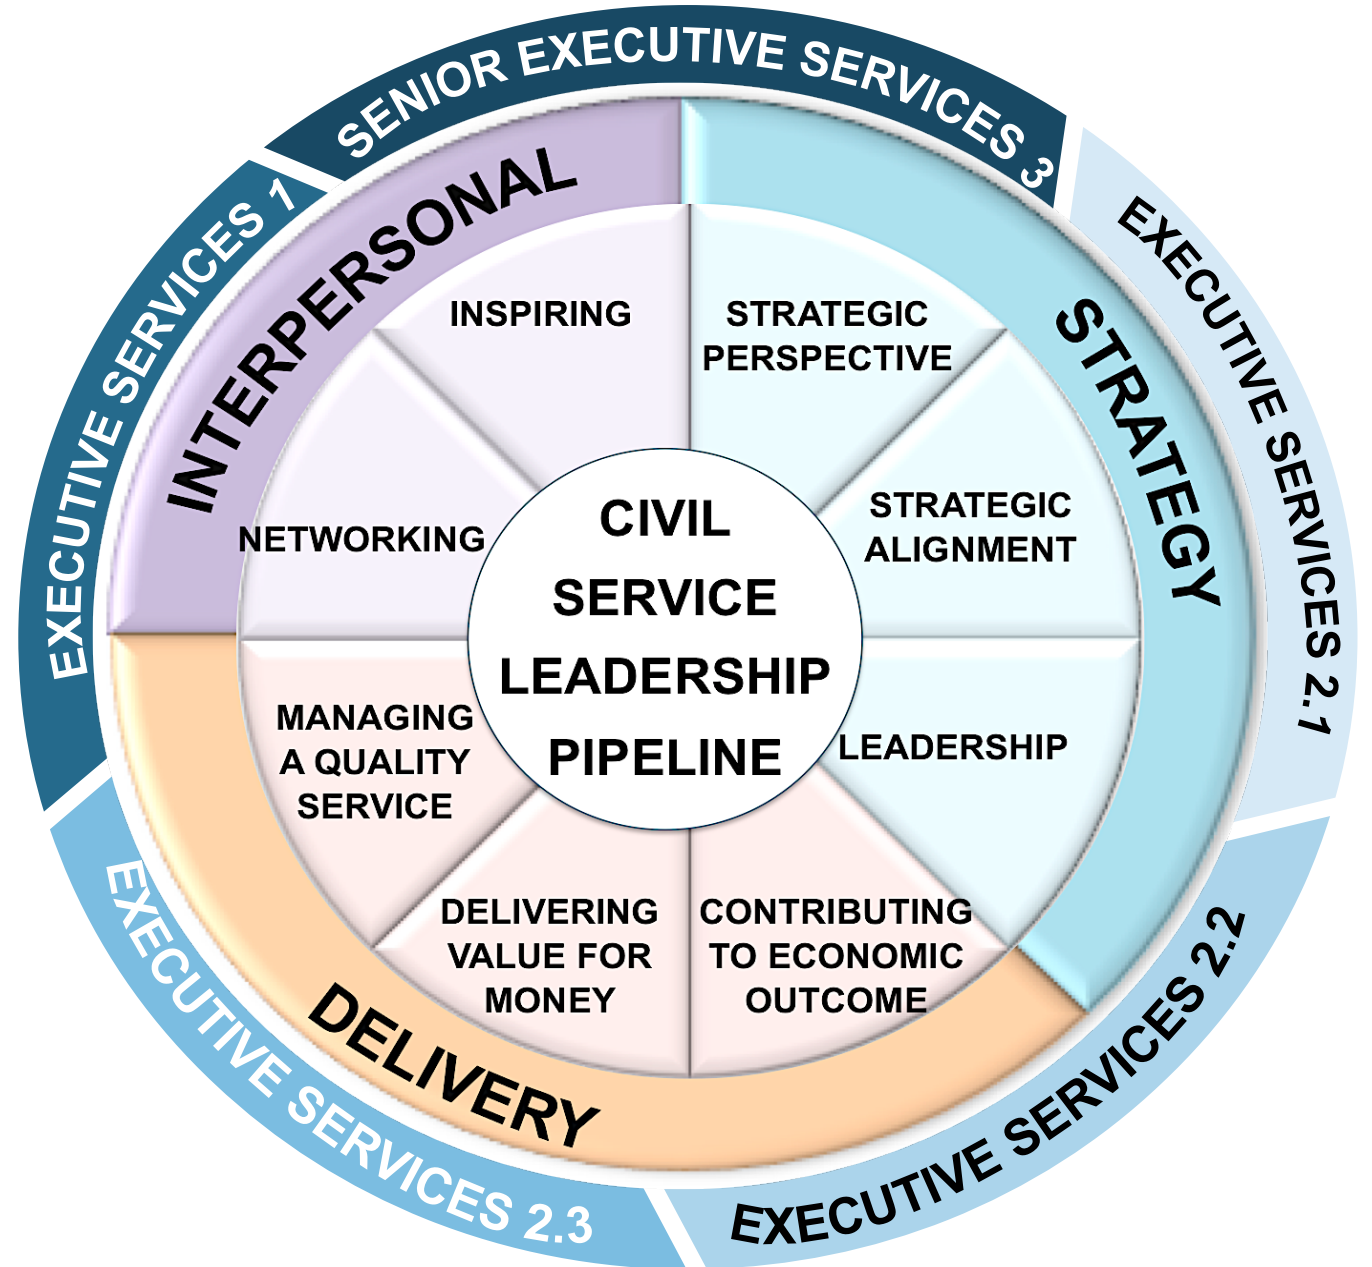 SENIOR EXECUTIVE SERVICES 3
EXECUTIVE SERVICES 1
EXECUTIVE SERVICES 2.1
EXECUTIVE SERVICES 2.2
EXECUTIVE SERVICES 2.3
INTERPERSONAL
STRATEGY
DELIVERY
INSPIRING
STRATEGIC
PERSPECTIVE
NETWORKING
STRATEGIC
ALIGNMENT
CIVIL
SERVICE
LEADERSHIP
PIPELINE
MANAGING
A QUALITY
SERVICE
LEADERSHIP
DELIVERING
VALUE FOR
MONEY
CONTRIBUTING
TO ECONOMIC
OUTCOME